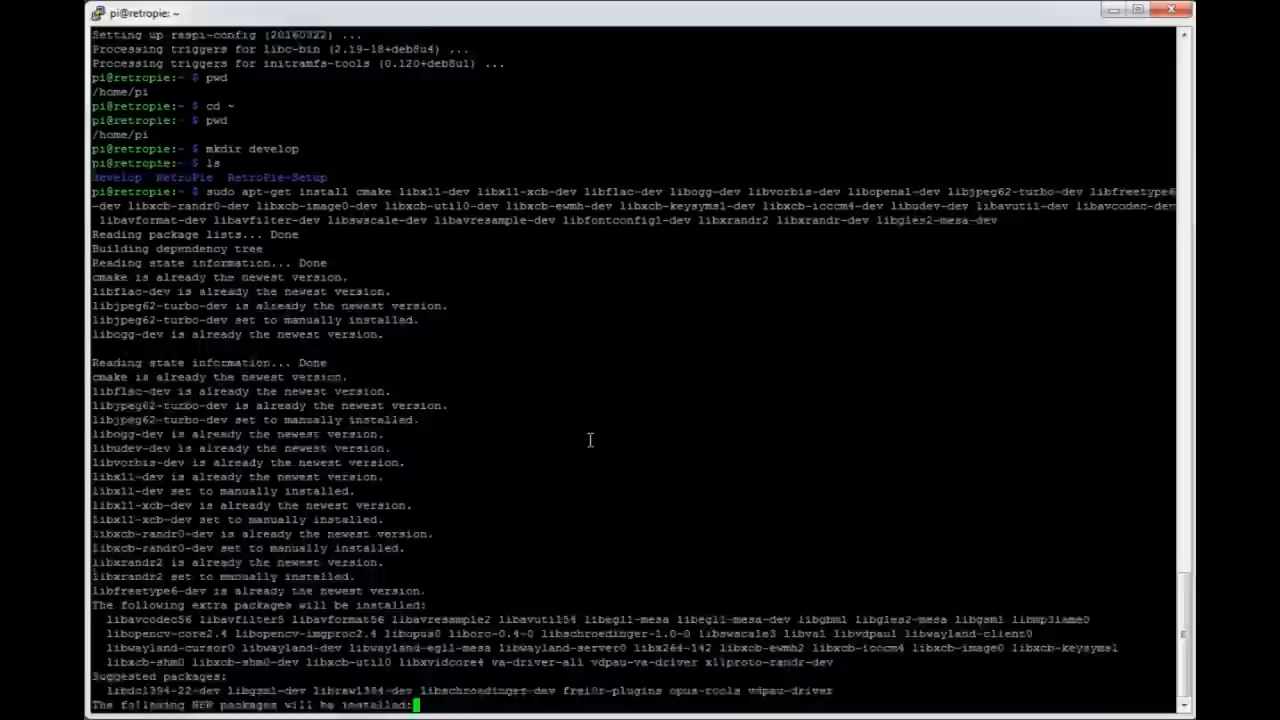 pi@retropie: ~
Setting up raspi-config (20160322) ...
Processing triggers for libc-bin (2.19-18+deb8u4) ...
Processing triggers for initramfs-tools (0.120+deb8u1) ...
pi@retropie:~ $ pwd
/home/pi
pi@retropie:~ $ cd ~
pi@retropie:~ $ pwd
/home/pi
pi@retropie:~ $ mkdir develop
pi@retropie:~ $ ls
develop RetroPie RetroPie-Setup
pi@retropie:~ $ sudo apt-get install cmake libx11-dev libx11-xcb-dev libflac-dev libogg-dev libvorbis-dev libopenal-dev libjpeg62-turbo-dev libfreetype6
-dev libxcb-randr0-dev libxcb-image0-dev libxcb-util0-dev libxcb-ewmh-dev libxcb-keysyms1-dev libxcb-icccm4-dev libudev-dev libavutil-dev libavcodec-dev
libavformat-dev libavfilter-dev libswscale-dev libavresample-dev libfontconfig1-dev libxrandr2 libxrandr-dev libgles2-mesa-dev
Reading package lists... Done
Building dependency tree
Reading state information... Done
cmake is already the newest version.
libflac-dev is already the newest version.
libjpeg62-turbo-dev is already the newest version.
libjpeg62-turbo-dev set to manually installed.
libogg-dev is already the newest version.
Reading state information... Done
cmake is already the newest version.
libflac-dev is already the newest version.
libjpeg62-turbo-dev is already the newest version.
libjpeg62-turbo-dev set to manually installed.
libogg-dev is already the newest version.
libudev-dev is already the newest version.
libvorbis-dev is already the newest version.
libx11-dev is already the newest version.
libx11-dev set to manually installed.
libx11-xcb-dev is already the newest version.
libx11-xcb-dev set to manually installed.
libxcb-randr0-dev is already the newest version.
libxcb-randr0-dev set to manually installed.
libxrandr2 is already the newest version.
libxrandr2 set to manually installed.
libfreetype6-dev is already the newest version.
The following extra packages will be installed:
libavcodec56 libavfilter5 libavformat56 libavresample2 libavutil54 libegl1-mesa libegl1-mesa-dev libgbm1 libgles2-mesa libgsm1 libmp3lame0
libopencv-core2.4 libopencv-imgproc2.4 libopus0 liborc-0.4-0 libschroedinger-1.0-0 libswscale3 libva1 libvdpau1 libwayland-client0
libwayland-cursor0 libwayland-dev libwayland-egl1-mesa libwayland-server0 libx264-142 libxcb-ewmh2 libxcb-icccm4 libxcb-image0 libxcb-keysyms1
libxcb-shm0 libxcb-shm0-dev libxcb-util0 libxvidcore4 va-driver-all vdpau-va-driver x11proto-randr-dev
Suggested packages:
libdc1394-22-dev libgsm1-dev libraw1394-dev libschroedinger-dev frei0r-plugins opus-tools vdpau-driver
The following NEW packages will be installed: